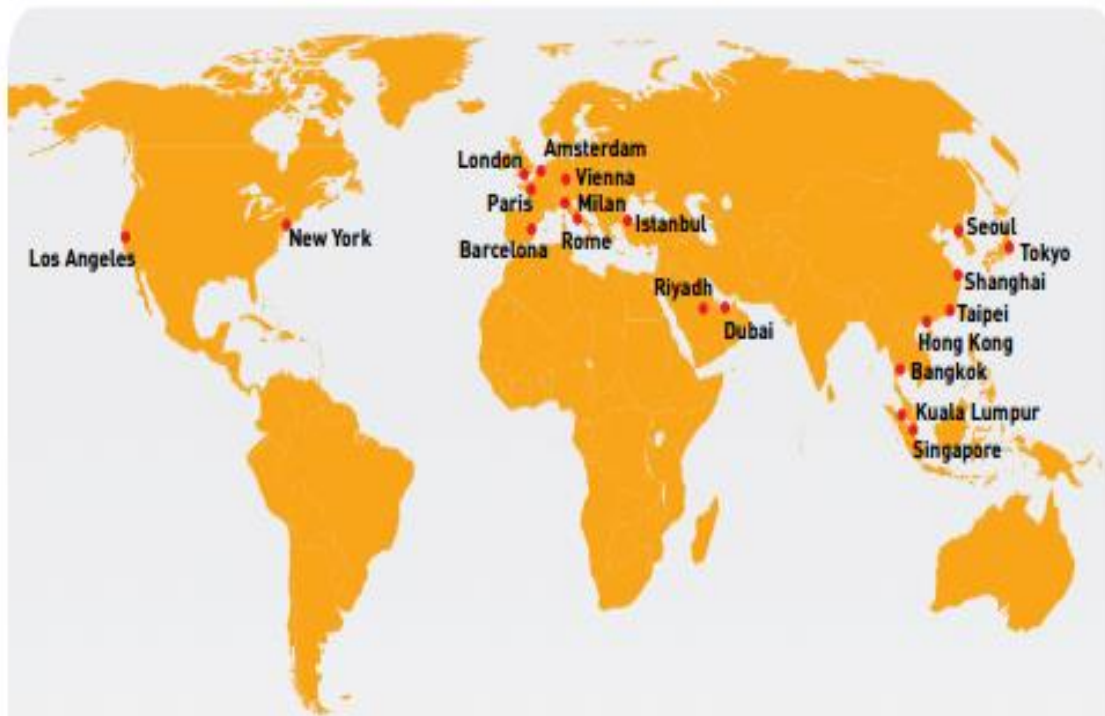 Amsterdam
London
Vienna
Paris
Milan
Istanbul
Rome
Barcelona
New York
Los Angeles
Seoul
Tokyo
Shanghai
Riyadh
Taipei
Dubai
Hong Kong
Bangkok
Kuala Lumpur
Singapore